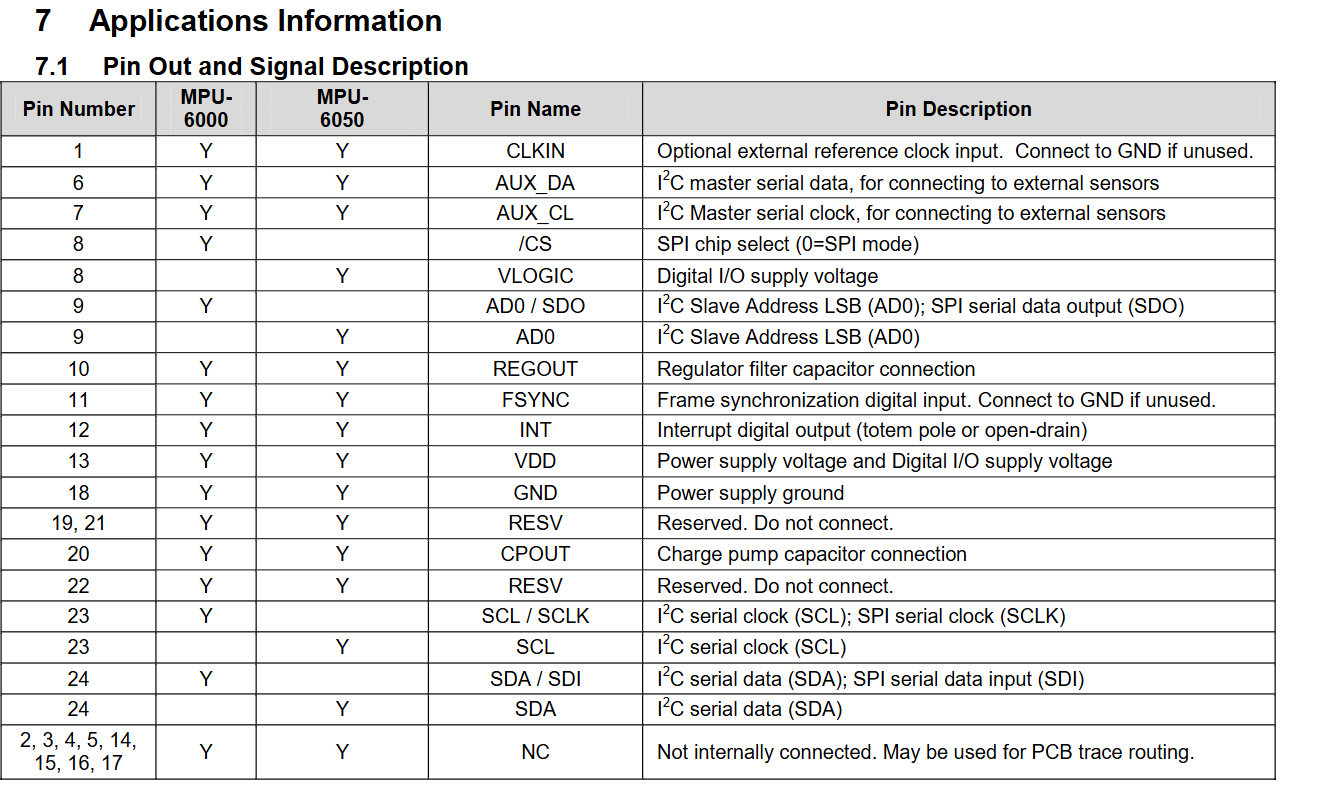 7 Applications Information
7.1 Pin Out and Signal Description
Pin Number MPU- MPU- Pin Name Pin Description
6000 6050
1 Y Y CLKIN Optional external reference clock input. Connect to GND if unused.
6 Y Y AUX_DA I²C master serial data, for connecting to external sensors
7 Y Y AUX_CL I²C Master serial clock, for connecting to external sensors
8 Y /CS SPI chip select (0=SPI mode)
8 Y VLOGIC Digital I/O supply voltage
9 Y AD0 / SDO I²C Slave Address LSB (AD0); SPI serial data output (SDO)
9 Y AD0 I²C Slave Address LSB (AD0)
10 Y Y REGOUT Regulator filter capacitor connection
11 Y Y FSYNC Frame synchronization digital input. Connect to GND if unused.
12 Y Y INT Interrupt digital output (totem pole or open-drain)
13 Y Y VDD Power supply voltage and Digital I/O supply voltage
18 Y Y GND Power supply ground
19, 21 Y Y RESV Reserved. Do not connect.
20 Y Y CPOUT Charge pump capacitor connection
22 Y Y RESV Reserved. Do not connect.
23 Y SCL / SCLK I²C serial clock (SCL); SPI serial clock (SCLK)
23 Y SCL I²C serial clock (SCL)
24 Y SDA / SDI I²C serial data (SDA); SPI serial data input (SDI)
24 Y SDA I²C serial data (SDA)
2, 3, 4, 5, 14,
15, 16, 17 Y Y NC Not internally connected. May be used for PCB trace routing.